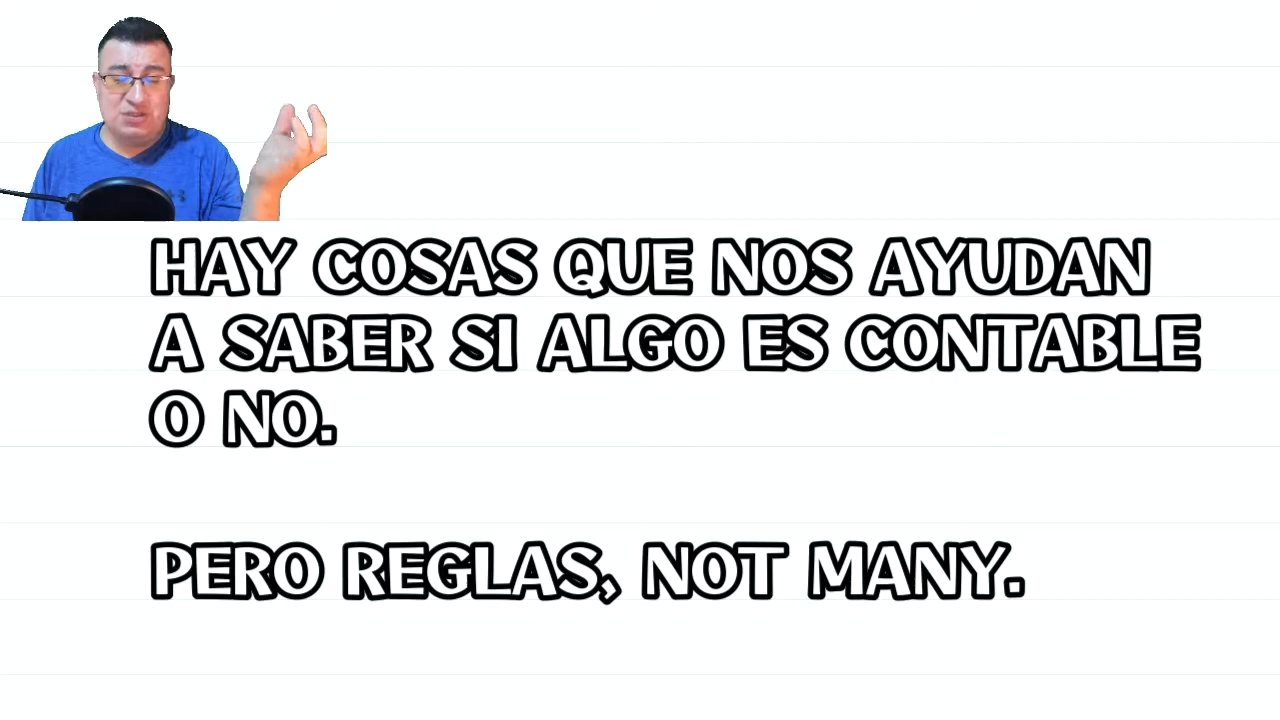 HAY COSAS QUE NOS AYUDAN
A SABER SI ALGO ES CONTABLE
O NO.
PERO REGLAS, NOT MANY.